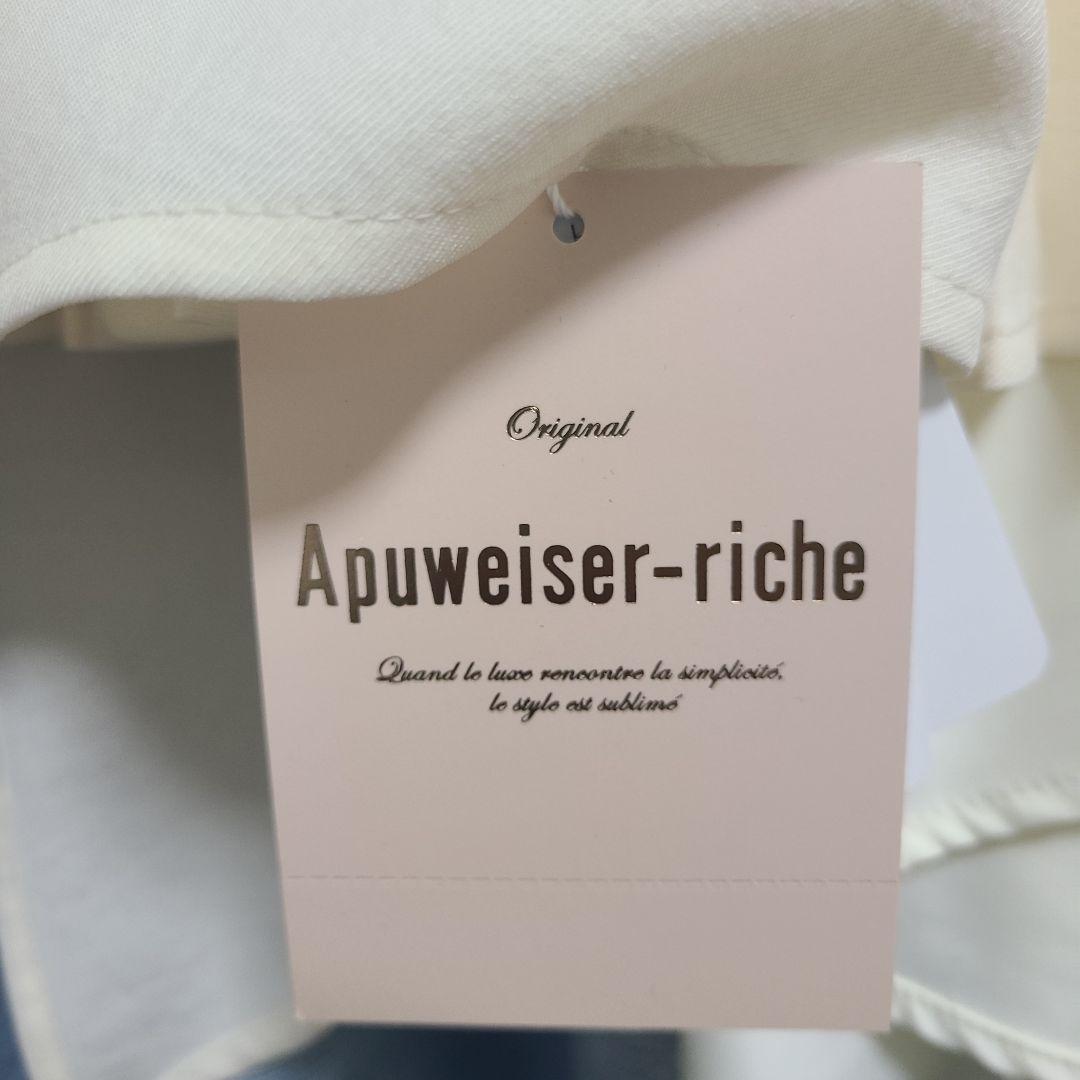 Original
Apuweiser-riche
Quand le luxe rencontre la simplicité,
le style est sublimé